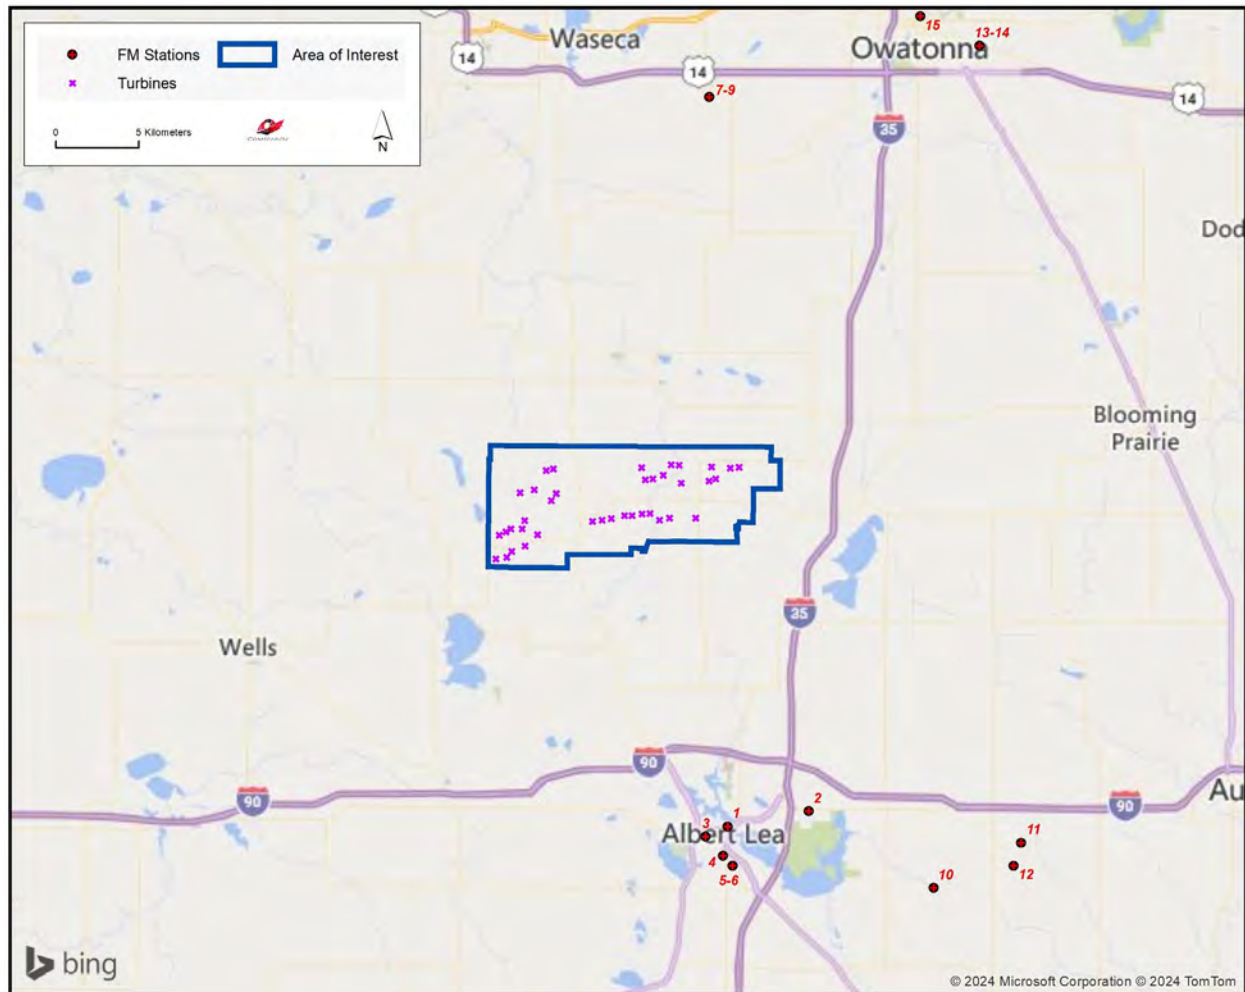 FM Stations
Area of Interest
Turbines
0
5 Kilometers
N
14
Waseca
14
7-9
15
13-14
Owatonna
14
35
Dod
Blooming
Prairie
35
Wells
90
90
2
1
3
Albert Lea
4
5-6
90
Au
11
12
10
bing
© 2024 Microsoft Corporation © 2024 TomTom